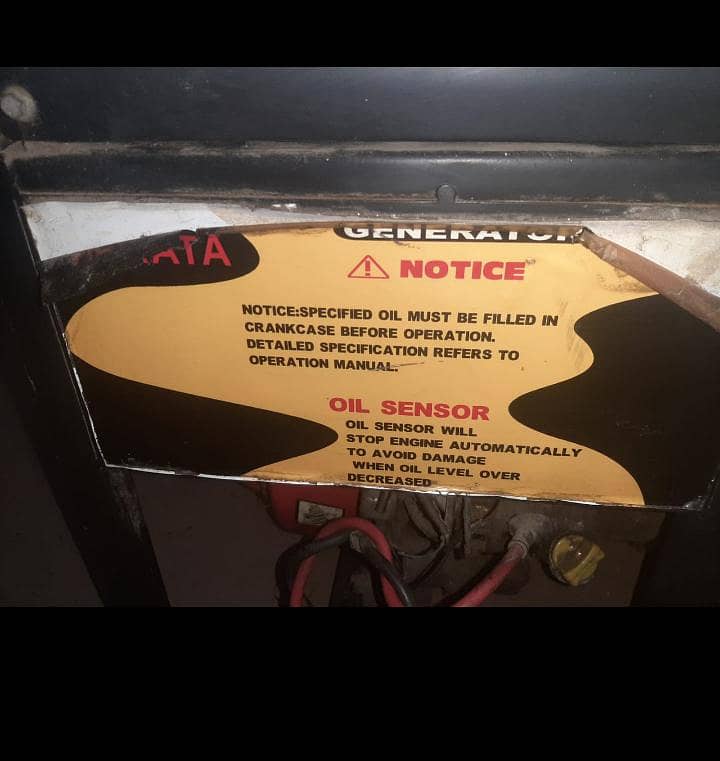 GENERATOR
NOTICE
NOTICE:SPECIFIED OIL MUST BE FILLED IN
CRANKCASE BEFORE OPERATION.
DETAILED SPECIFICATION REFERS TO
OPERATION MANUAL.
OIL SENSOR
OIL SENSOR WILL
STOP ENGINE AUTOMATICALLY
TO AVOID DAMAGE
WHEN OIL LEVEL OVER
DECREASED